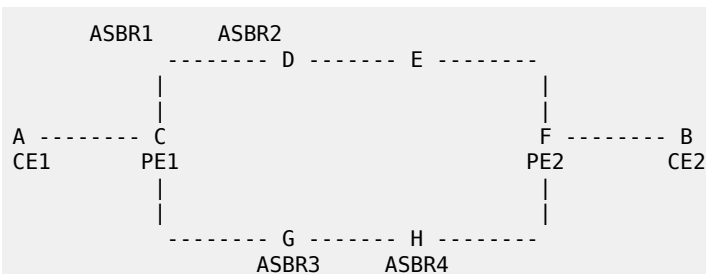 ASBR1 ASBR2
-------- D ------- E --------
| |
| |
A -------- C F -------- B
CE1 PE1 PE2 CE2
| |
| |
-------- G ------- H --------
ASBR3 ASBR4